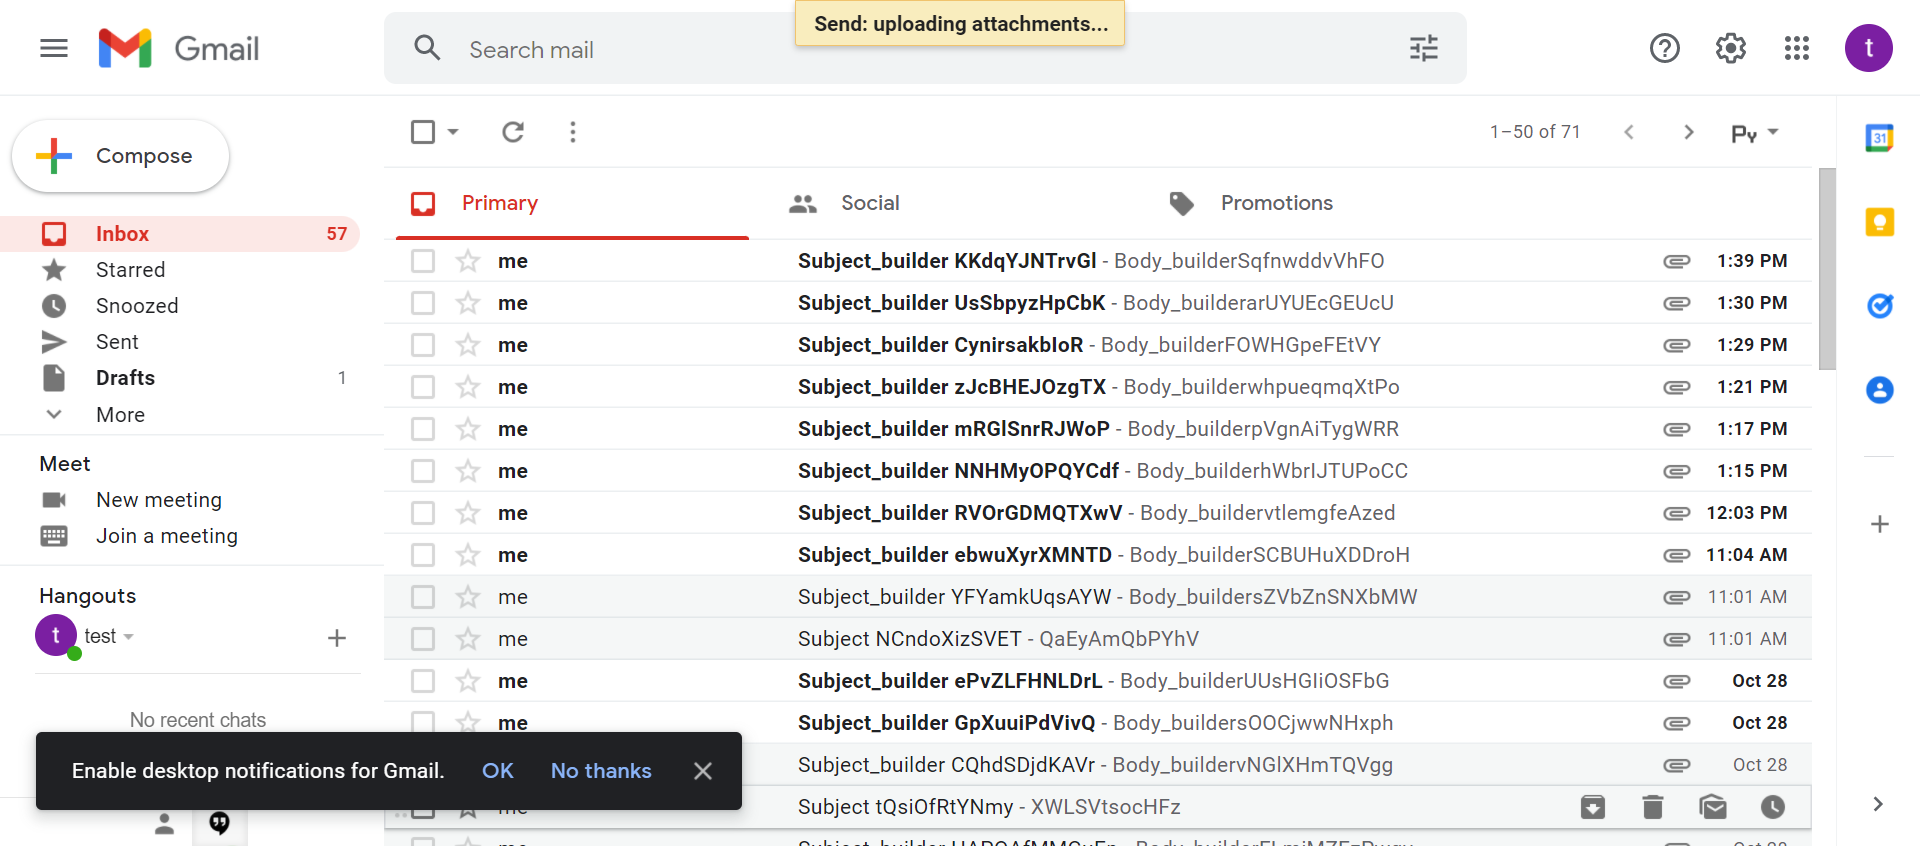 Send: uploading attachments...
Gmail
Search mail
t
Compose
1–50 of 71
Py
31
Primary
Social
Promotions
Inbox 57
Starred
Snoozed
Sent
Drafts 1
More
Meet
New meeting
Join a meeting
Hangouts
t test
No recent chats
me Subject_builder KKdqYJNTrvGl - Body_builderSqfnwddvVhFO 1:39 PM
me Subject_builder UsSbpyzHpCbK - Body_builderarUYUEcGEUcU 1:30 PM
me Subject_builder CynirsakbloR - Body_builderFOWHGpeFEtVY 1:29 PM
me Subject_builder zJcBHEJOzgTX - Body_builderwhpueqmqXtPo 1:21 PM
me Subject_builder mRGlSnrRJWoP - Body_builderpVgnAiTygWRR 1:17 PM
me Subject_builder NNHMyOPQYCdf - Body_builderhWbrIJTUPoCC 1:15 PM
me Subject_builder RVOrGDMQTXwV - Body_buildervtlemgfeAzed 12:03 PM
me Subject_builder ebwuXyrXMNTD - Body_builderSCBUHuXDDroH 11:04 AM
me Subject_builder YFYamkUqsAYW - Body_buildersZVbZnSNXbMW 11:01 AM
me Subject NCndoXizSVET - QaEyAmQbPYhV 11:01 AM
me Subject_builder ePvZLFHNLDrL - Body_builderUUsHGIiOSFbG Oct 28
me Subject_builder GpXuuiPdVivQ - Body_buildersOOCjwwNHxph Oct 28
Subject_builder CQhdSDjdKAVr - Body_buildervNGlXHmTQVgg Oct 28
me Subject tQsiOfRtYNmy - XWLSVtsocHFz
Enable desktop notifications for Gmail. OK No thanks